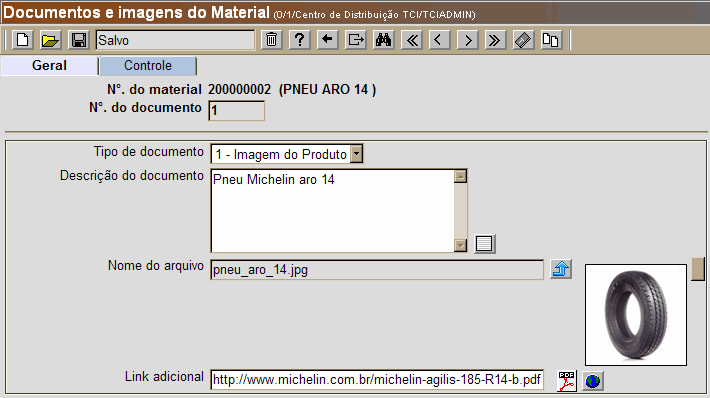 Documentos e imagens do Material (0/1/Centro de Distribuição TCI/TCIADMIN)
Salvo
?
Geral Controle
N°. do material 200000002 (PNEU ARO 14 )
N°. do documento 1
Tipo de documento 1 - Imagem do Produto
Descrição do documento Pneu Michelin aro 14
Nome do arquivo pneu_aro_14.jpg
Link adicional http://www.michelin.com.br/michelin-agilis-185-R14-b.pdf PDF